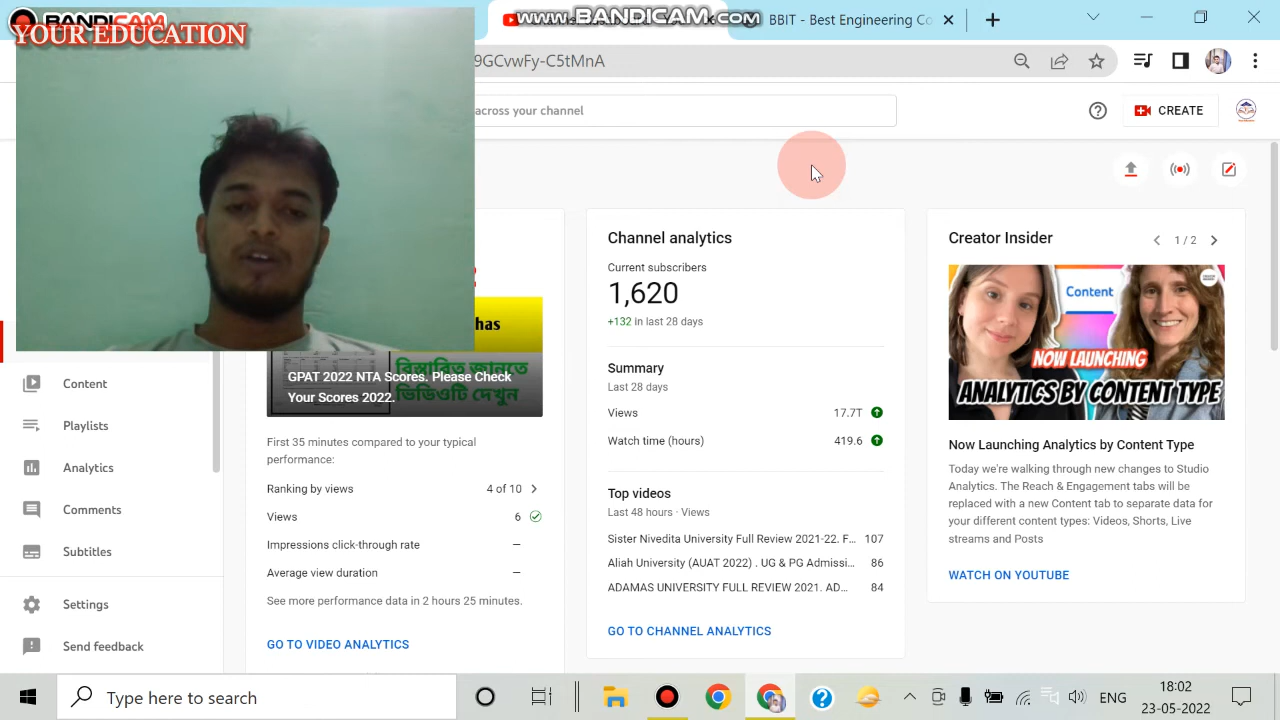 BANDICAM
YOUR EDUCATION
www.BANDICAM.com
BBIT - Engineering Co
9GCvwFy-C5tMnA
across your channel
CREATE
has
বিস্তারিত জানতে
ভিডিওটি দেখুন
GPAT 2022 NTA Scores. Please Check
Your Scores 2022.
First 35 minutes compared to your typical
performance:
Ranking by views 4 of 10
Views 6
Impressions click-through rate —
Average view duration —
See more performance data in 2 hours 25 minutes.
GO TO VIDEO ANALYTICS
Channel analytics
Current subscribers
1,620
+132 in last 28 days
Summary
Last 28 days
Views 17.7T
Watch time (hours) 419.6
Top videos
Last 48 hours · Views
Sister Nivedita University Full Review 2021-22. F... 107
Aliah University (AUAT 2022) . UG & PG Admissi... 86
ADAMAS UNIVERSITY FULL REVIEW 2021. AD... 84
GO TO CHANNEL ANALYTICS
Creator Insider
1 / 2
Content
NOW LAUNCHING
ANALYTICS BY CONTENT TYPE
Now Launching Analytics by Content Type
Today we're walking through new changes to Studio
Analytics. The Reach & Engagement tabs will be
replaced with a new Content tab to separate data for
your different content types: Videos, Shorts, Live
streams and Posts
WATCH ON YOUTUBE
Content
Playlists
Analytics
Comments
Subtitles
Settings
Send feedback
Type here to search
18:02
23-05-2022